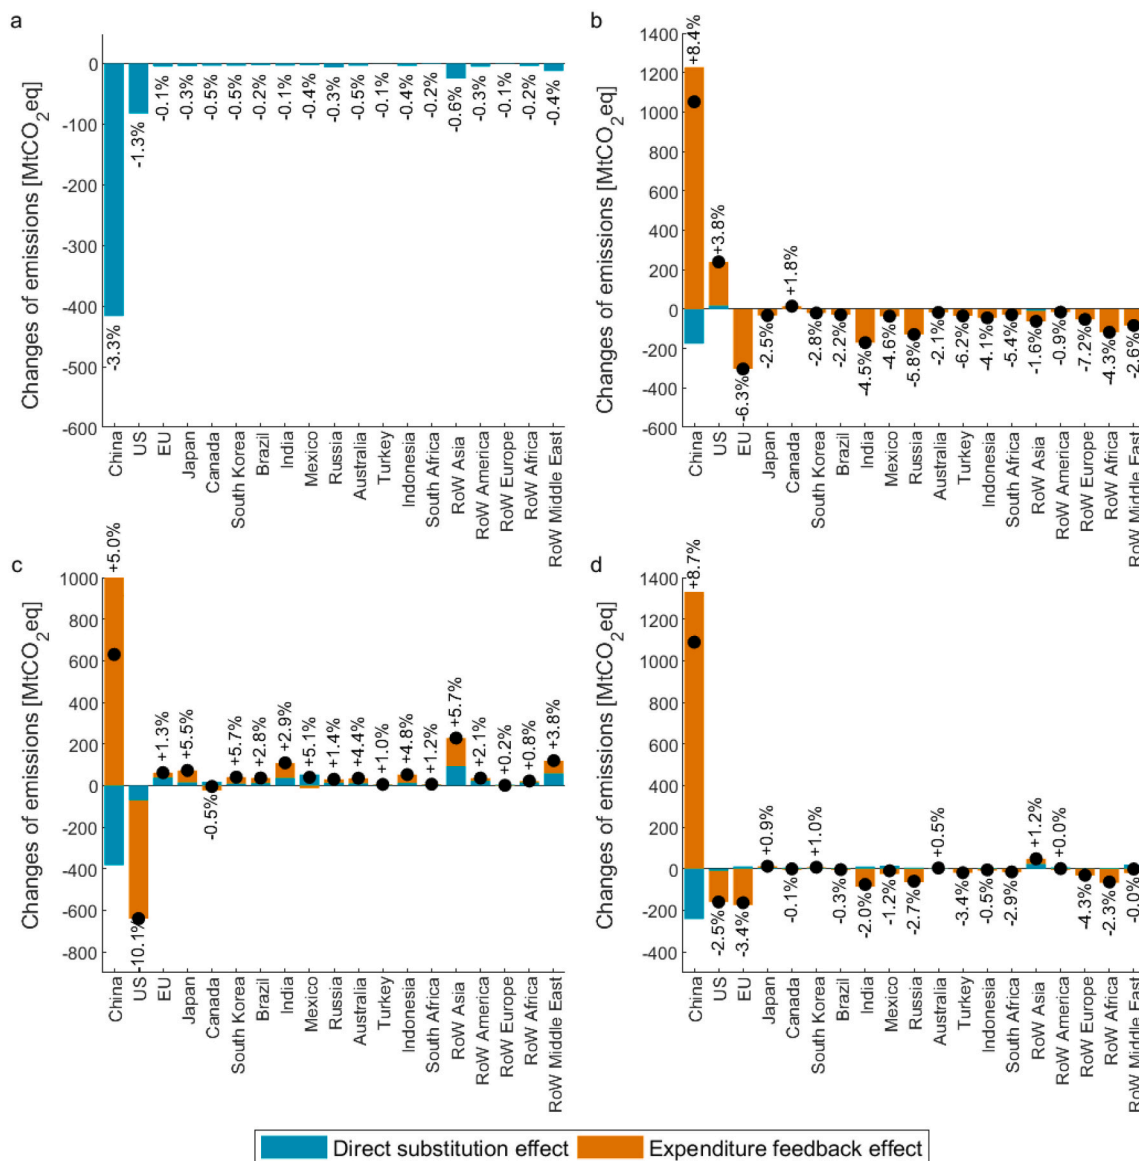 a
Changes of emissions [MtCO2eq]
0
-100
-200
-300
-400
-500
-600
-3.3%
-1.3%
-0.1%
-0.3%
-0.5%
-0.5%
-0.2%
-0.1%
-0.4%
-0.3%
-0.5%
-0.1%
-0.4%
-0.2%
-0.6%
-0.3%
-0.1%
-0.2%
-0.4%
China
US
EU
Japan
Canada
South Korea
Brazil
India
Mexico
Russia
Australia
Turkey
Indonesia
South Africa
RoW Asia
RoW America
RoW Europe
RoW Africa
RoW Middle East
b
Changes of emissions [MtCO2eq]
1400
1200
1000
800
600
400
200
0
-200
-400
-600
+8.4%
+3.8%
-6.3%
-2.5%
+1.8%
-2.8%
-2.2%
-4.5%
-4.6%
-5.8%
-2.1%
-6.2%
-4.1%
-5.4%
-1.6%
-0.9%
-7.2%
-4.3%
-2.6%
China
US
EU
Japan
Canada
South Korea
Brazil
India
Mexico
Russia
Australia
Turkey
Indonesia
South Africa
RoW Asia
RoW America
RoW Europe
RoW Africa
RoW Middle East
c
Changes of emissions [MtCO2eq]
1000
800
600
400
200
0
-200
-400
-600
-800
+5.0%
-10.1%
+1.3%
+5.5%
-0.5%
+5.7%
+2.8%
+2.9%
+5.1%
+1.4%
+4.4%
+1.0%
+4.8%
+1.2%
+5.7%
+2.1%
+0.2%
+0.8%
+3.8%
China
US
EU
Japan
Canada
South Korea
Brazil
India
Mexico
Russia
Australia
Turkey
Indonesia
South Africa
RoW Asia
RoW America
RoW Europe
RoW Africa
RoW Middle East
d
Changes of emissions [MtCO2eq]
1400
1200
1000
800
600
400
200
0
-200
-400
+8.7%
-2.5%
-3.4%
+0.9%
-0.1%
+1.0%
-0.3%
-2.0%
-1.2%
-2.7%
+0.5%
-3.4%
-0.5%
-2.9%
+1.2%
+0.0%
-4.3%
-2.3%
-0.0%
China
US
EU
Japan
Canada
South Korea
Brazil
India
Mexico
Russia
Australia
Turkey
Indonesia
South Africa
RoW Asia
RoW America
RoW Europe
RoW Africa
RoW Middle East
Direct substitution effect
Expenditure feedback effect